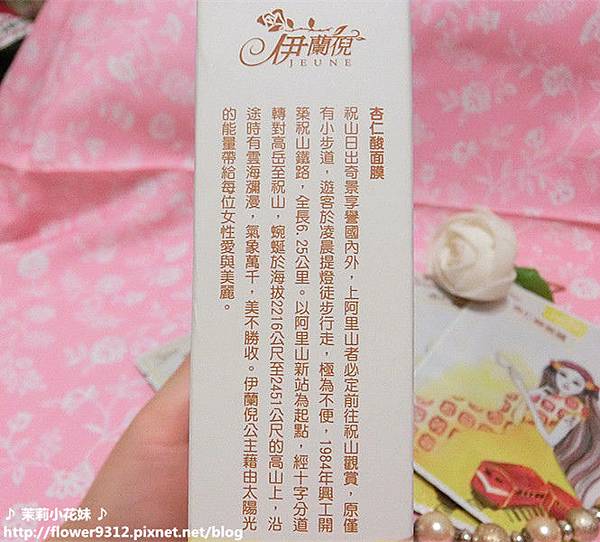 伊蘭倪
JEUNE
杏仁酸面膜
祝山日出奇景享譽國內外，上阿里山者必定前往祝山觀賞，原僅
有小步道，遊客於凌晨提燈徒步行走，極為不便，1984年興工開
築祝山鐵路，全長6.25公里。以阿里山新站為起點，經十字分道
轉對高岳至祝山，蜿蜒於海拔2216公尺至2451公尺的高山上，沿
途時有雲海瀰漫，氣象萬千，美不勝收。伊蘭倪公主藉由太陽光
的能量帶給每位女性愛與美麗。
♪ 茉莉小花妹 ♪
http://flower9312.pixnet.net/blog